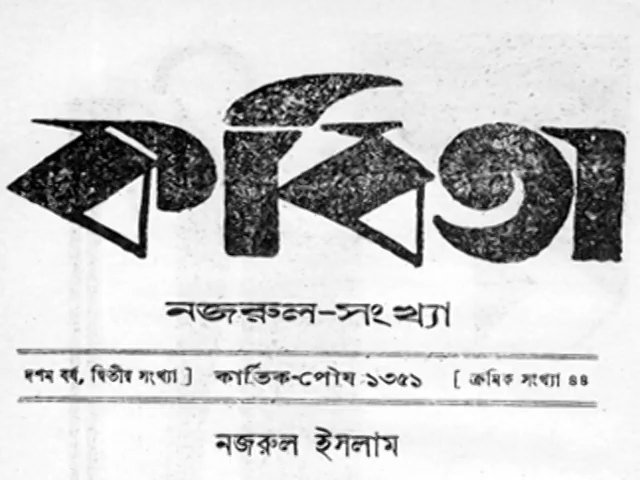 কবিতা
নজরুল-সংখ্যা
দশম বর্ষ, দ্বিতীয় সংখ্যা ] কার্তিক-পৌষ ১৩৫১ [ ক্রমিক সংখ্যা ৪৪
নজরুল ইসলাম